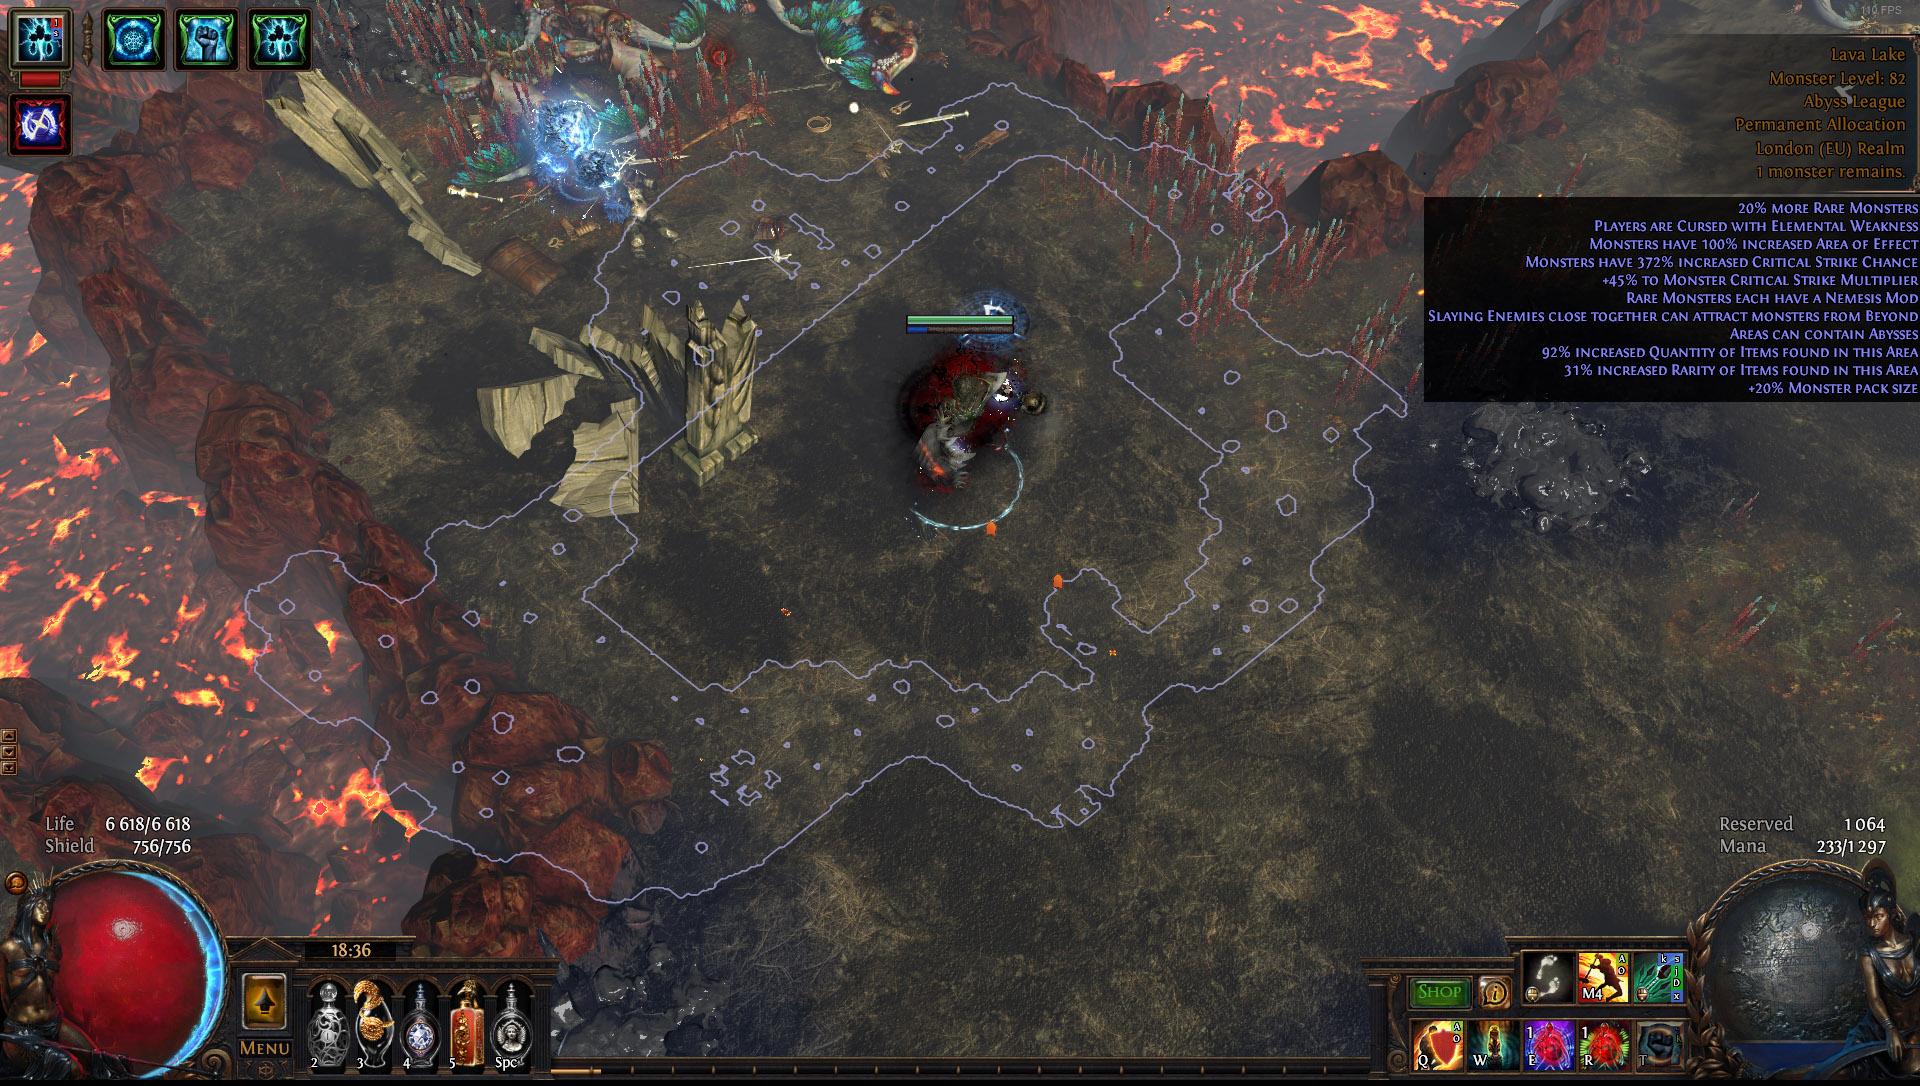 110 FPS
1
3
Lava Lake
Monster Level: 82
Abyss League
Permanent Allocation
London (EU) Realm
1 monster remains.
20% more Rare Monsters
Players are Cursed with Elemental Weakness
Monsters have 100% increased Area of Effect
Monsters have 372% increased Critical Strike Chance
+45% to Monster Critical Strike Multiplier
Rare Monsters each have a Nemesis Mod
Slaying Enemies close together can attract monsters from Beyond
Areas can contain Abysses
92% increased Quantity of Items found in this Area
31% increased Rarity of Items found in this Area
+20% Monster pack size
Life 6 618/6 618
Shield 756/756
Reserved 1 064
Mana 233/1 297
18:36
Menu
2 3 4 5 Spc
Shop
M4 A O k s j D x
Q A O W 1 E 1 R T